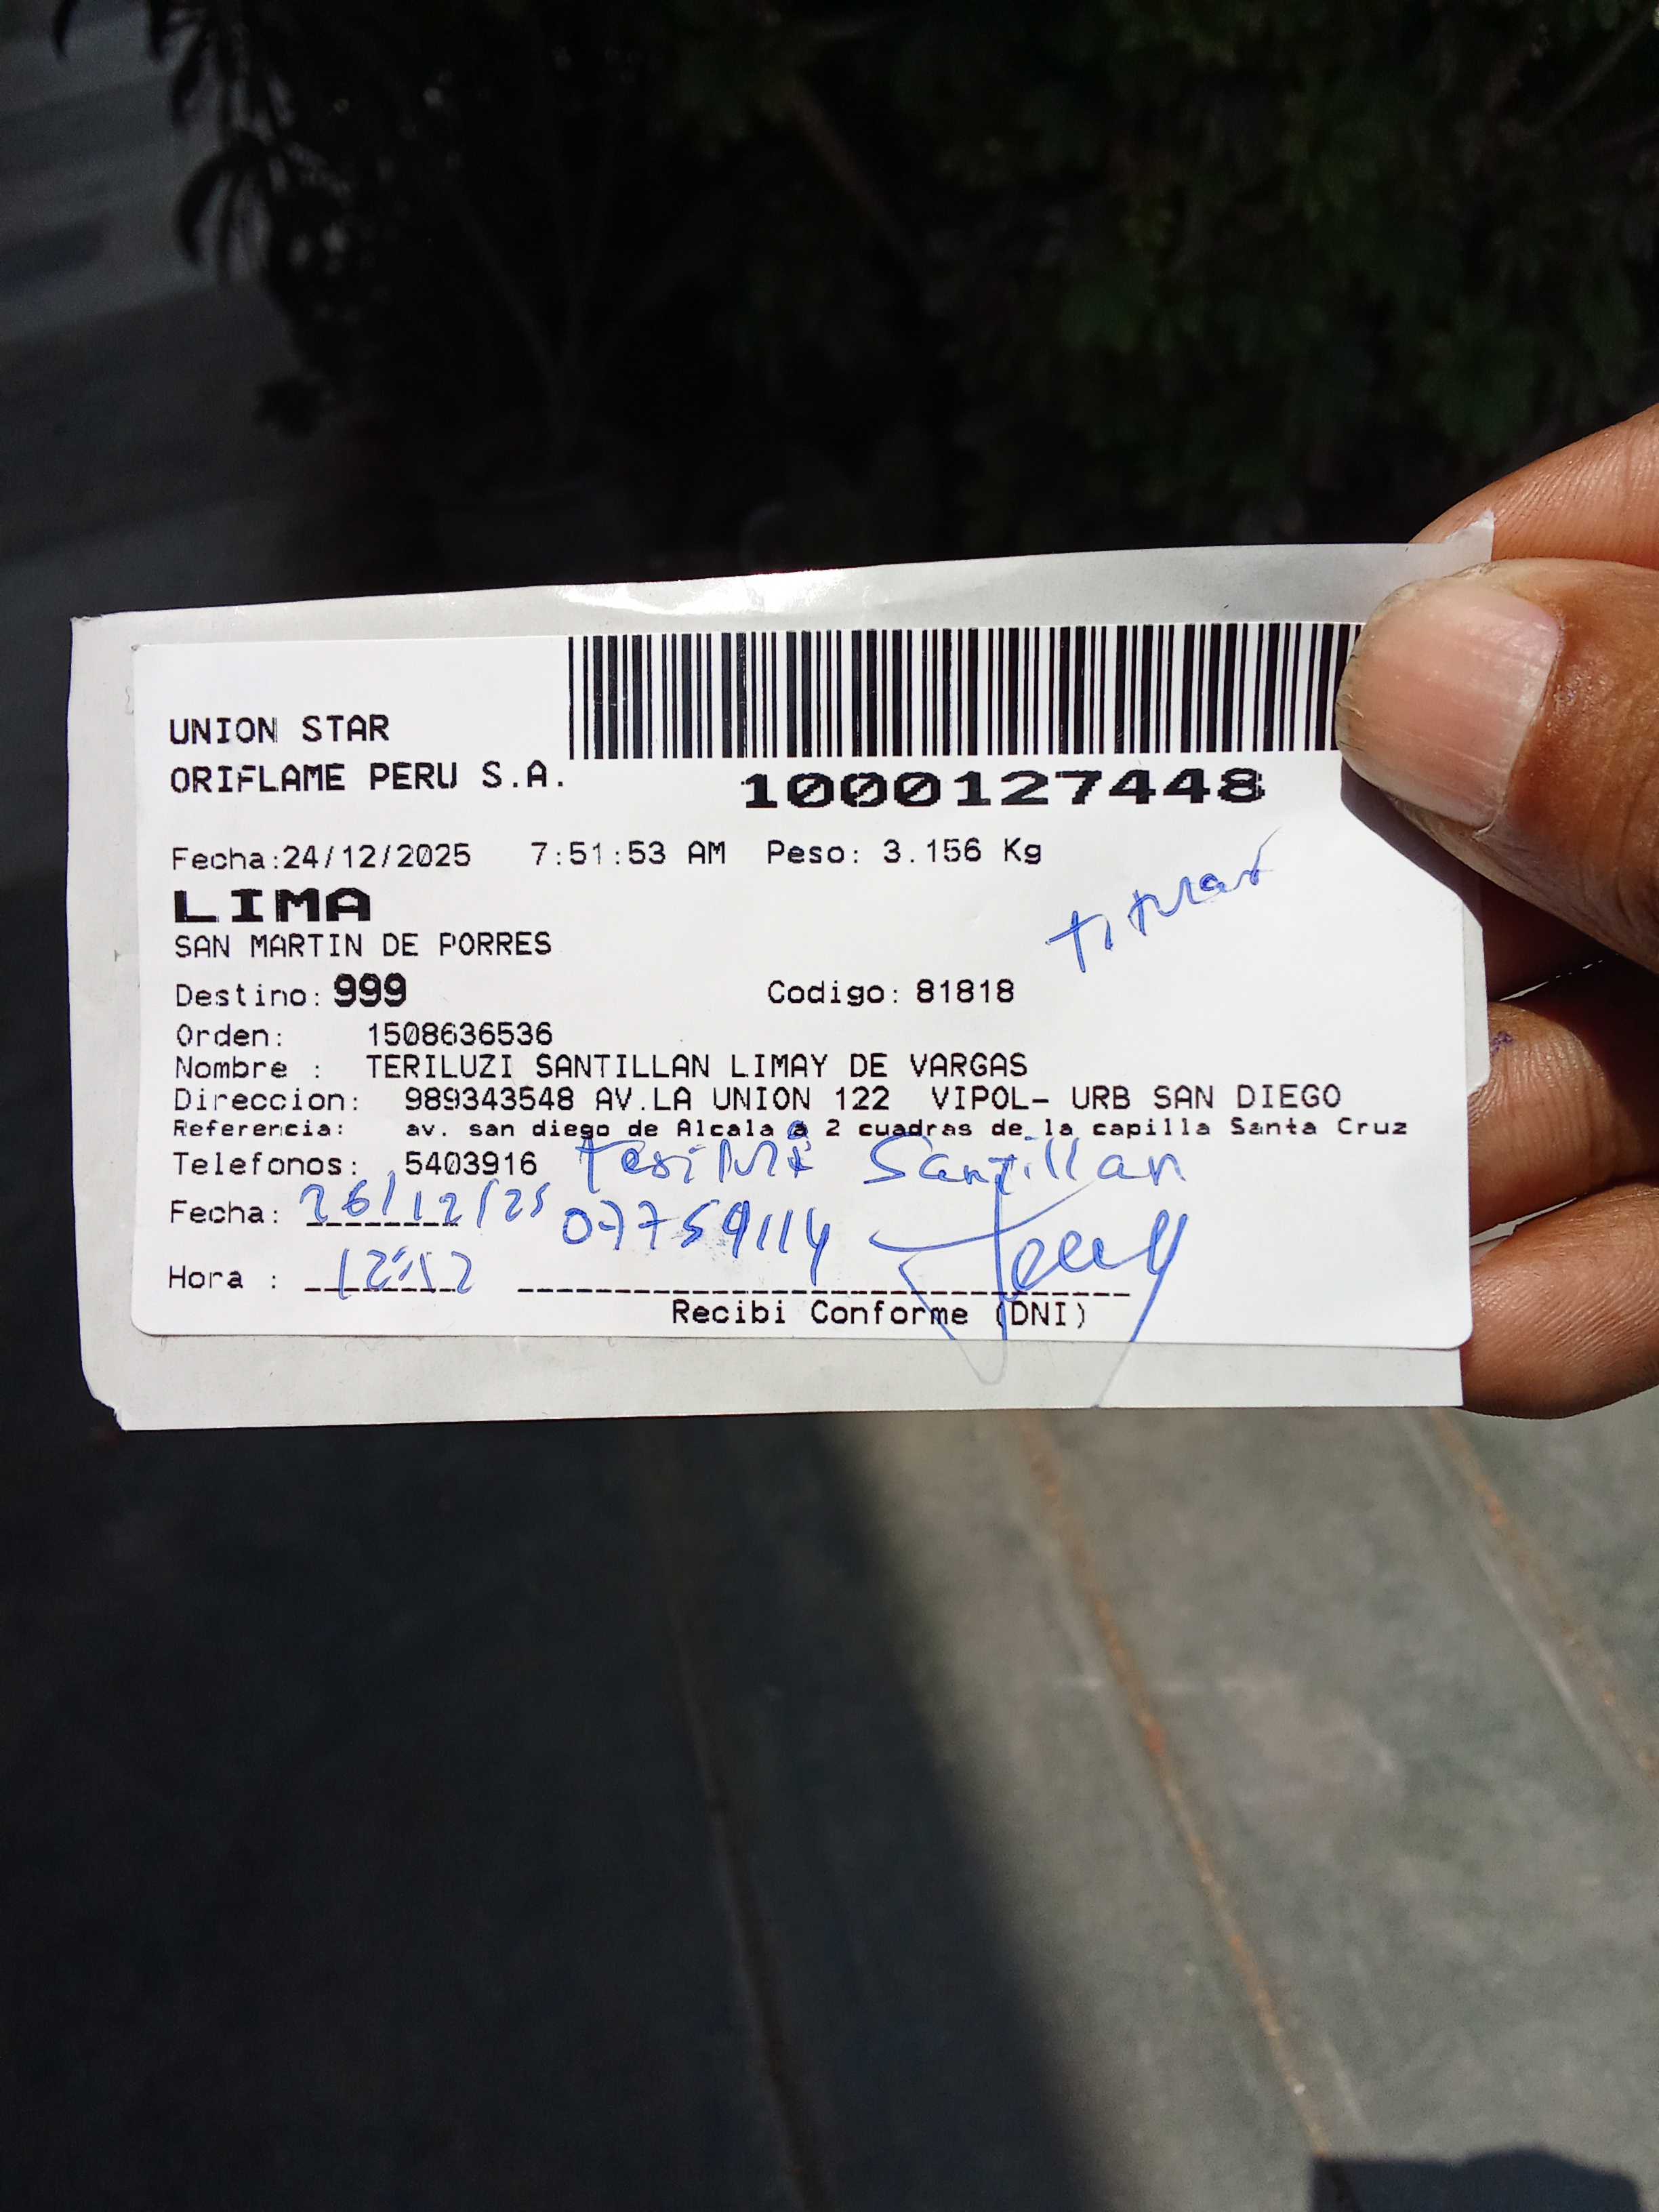 UNION STAR
ORIFLAME PERU S.A.
1000127448
Fecha:24/12/2025 7:51:53 AM Peso: 3.156 Kg
LIMA
titular
SAN MARTIN DE PORRES
Destino: 999 Codigo: 81818
Orden: 1508636536
Nombre : TERILUZI SANTILLAN LIMAY DE VARGAS
Direccion: 989343548 AV.LA UNION 122 VIPOL- URB SAN DIEGO
Referencia: av. san diego de Alcala a 2 cuadras de la capilla Santa Cruz
Telefonos: 5403916 Santillan
Fecha: 26/12/25 07759114
Hora : 12:12
Recibi Conforme (DNI)